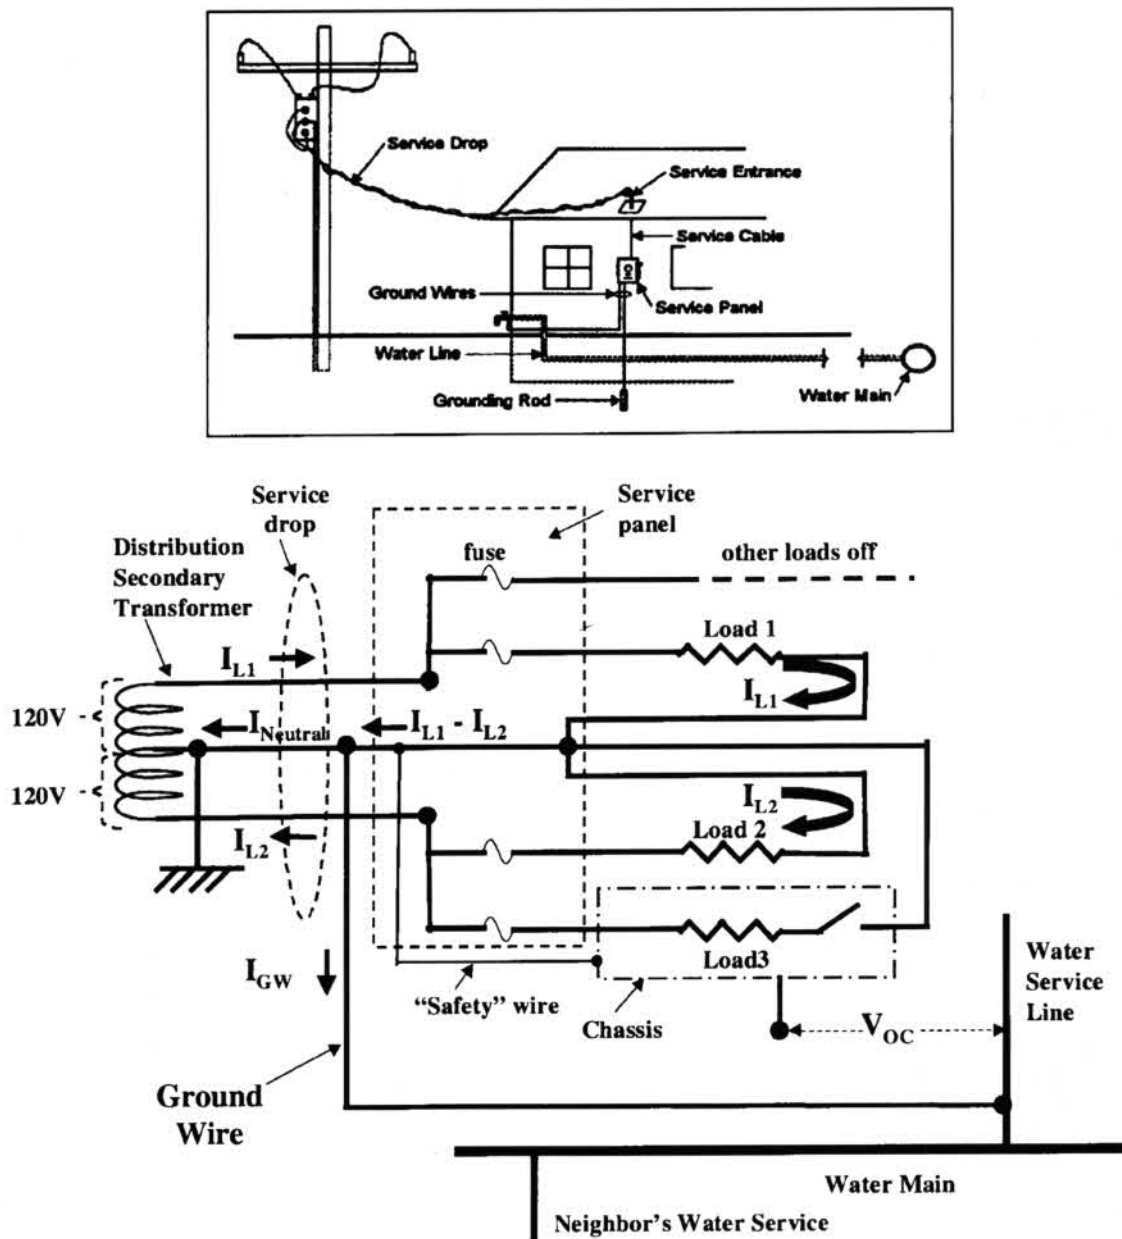 Service Drop
Service Entrance
Service Cable
Ground Wires
Service Panel
Water Line
Grounding Rod
Water Main
Service
drop
Service
panel
Distribution
Secondary
Transformer
fuse
other loads off
Load 1
I_L1
I_L1
120V
I_Neutral
I_L1 - I_L2
120V
I_L2
I_L2
Load 2
Load3
I_GW
"Safety" wire
Chassis
V_OC
Water
Service
Line
Ground
Wire
Water Main
Neighbor's Water Service